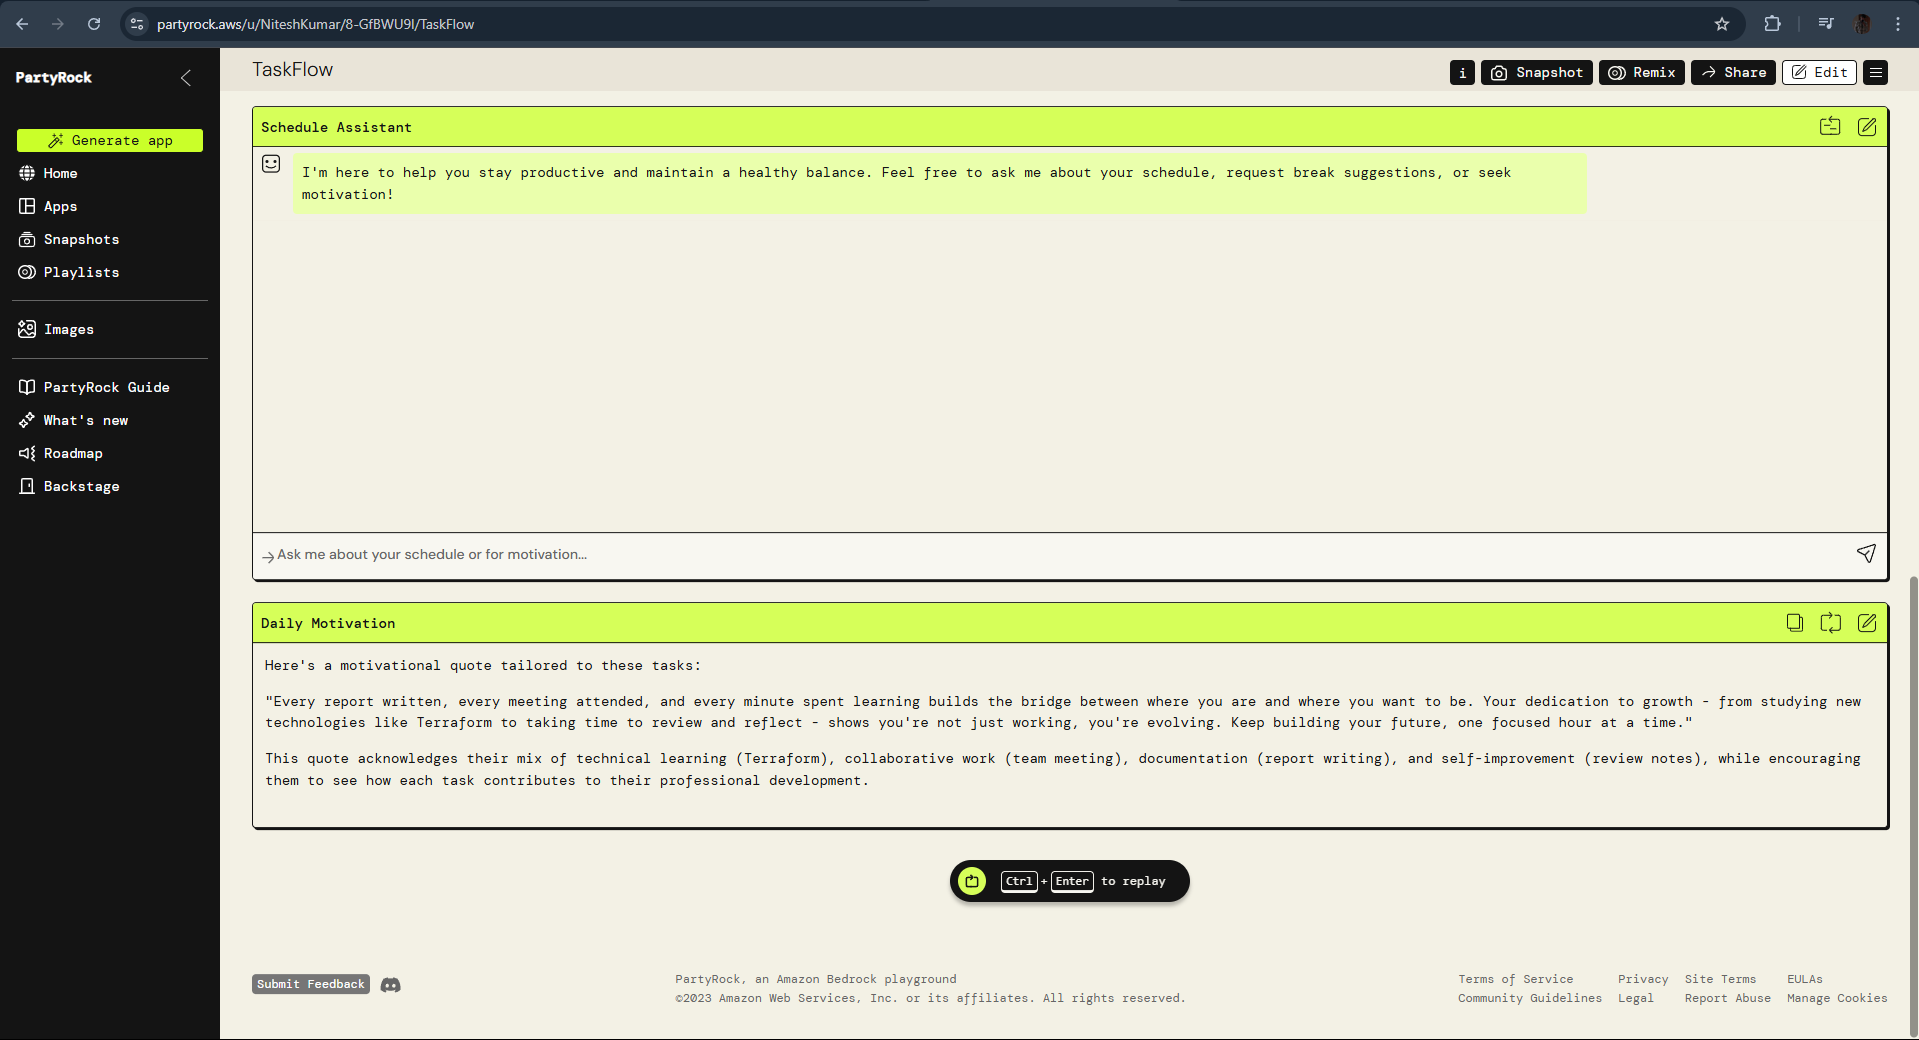 partyrock.aws/u/NiteshKumar/8-GfBWU9I/TaskFlow
PartyRock
Generate app
Home
Apps
Snapshots
Playlists
Images
PartyRock Guide
What's new
Roadmap
Backstage
TaskFlow
i
Snapshot
Remix
Share
Edit
Schedule Assistant
I'm here to help you stay productive and maintain a healthy balance. Feel free to ask me about your schedule, request break suggestions, or seek
motivation!
Ask me about your schedule or for motivation...
Daily Motivation
Here's a motivational quote tailored to these tasks:
"Every report written, every meeting attended, and every minute spent learning builds the bridge between where you are and where you want to be. Your dedication to growth - from studying new
technologies like Terraform to taking time to review and reflect - shows you're not just working, you're evolving. Keep building your future, one focused hour at a time."
This quote acknowledges their mix of technical learning (Terraform), collaborative work (team meeting), documentation (report writing), and self-improvement (review notes), while encouraging
them to see how each task contributes to their professional development.
Ctrl + Enter to replay
Submit Feedback
PartyRock, an Amazon Bedrock playground
©2023 Amazon Web Services, Inc. or its affiliates. All rights reserved.
Terms of Service Privacy Site Terms EULAs
Community Guidelines Legal Report Abuse Manage Cookies